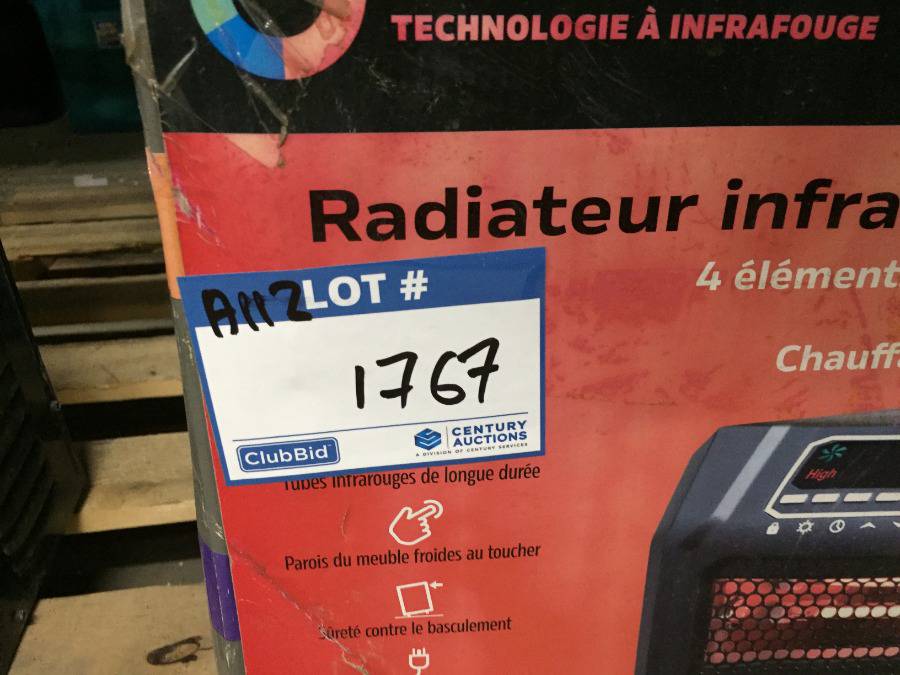 TECHNOLOGIE À INFRAFOUGE
Radiateur infra
4 élément
Chauff
A112
LOT #
1767
ClubBid
CENTURY
AUCTIONS
A DIVISION OF CENTURY SERVICES
Tubes infrarouges de longue durée
Parois du meuble froides au toucher
Sûreté contre le basculement
High